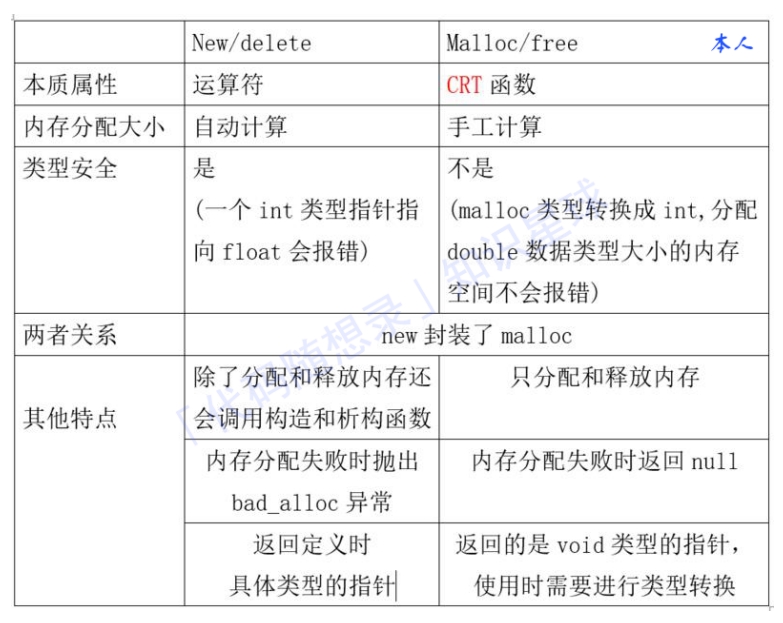 New/delete
Malloc/free
本人
本质属性
运算符
CRT 函数
内存分配大小
自动计算
手工计算
类型安全
是
(一个 int 类型指针指
向 float 会报错)
不是
(malloc 类型转换成 int,分配
double 数据类型大小的内存
空间不会报错)
两者关系
new 封装了 malloc
其他特点
除了分配和释放内存还
会调用构造和析构函数
只分配和释放内存
内存分配失败时抛出
bad_alloc 异常
内存分配失败时返回 null
返回定义时
具体类型的指针
返回的是 void 类型的指针，
使用时需要进行类型转换
「代码随想录」知识星球